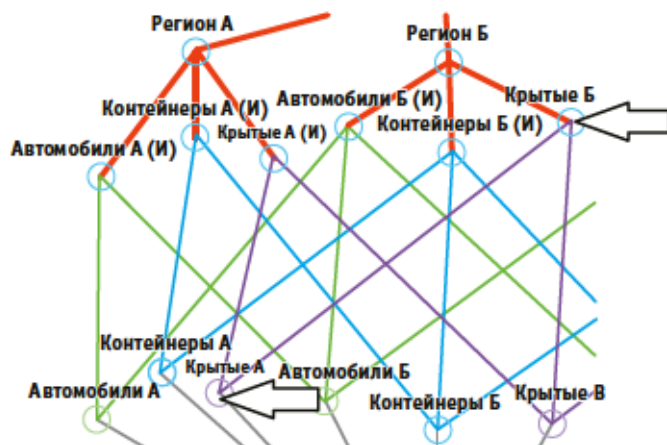 Регион А
Регион Б
Контейнеры А (И)
Автомобили Б (И)
Крытые Б
Крытые А (И)
Контейнеры Б (И)
Автомобили А (И)
Контейнеры А
Крытые А
Автомобили Б
Автомобили А
Контейнеры Б
Крытые В